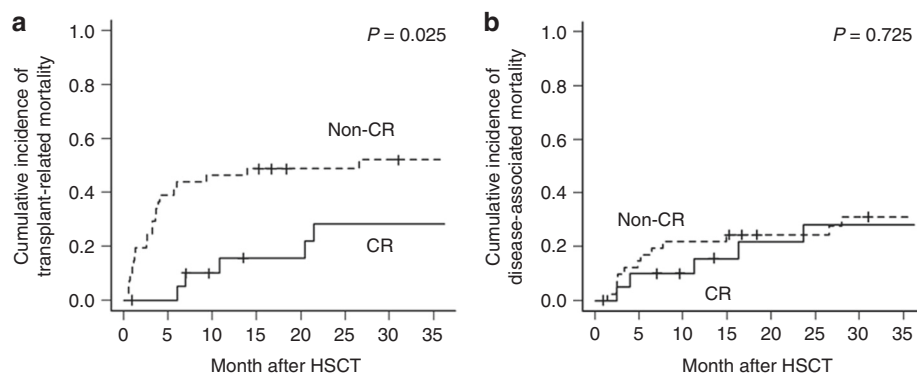 a
Cumulative incidence of
transplant-related mortality
1.0
0.8
0.6
0.4
0.2
0.0
P = 0.025
Non-CR
CR
0 5 10 15 20 25 30 35
Month after HSCT
b
Cumulative incidence of
disease-associated mortality
1.0
0.8
0.6
0.4
0.2
0.0
P = 0.725
Non-CR
CR
0 5 10 15 20 25 30 35
Month after HSCT